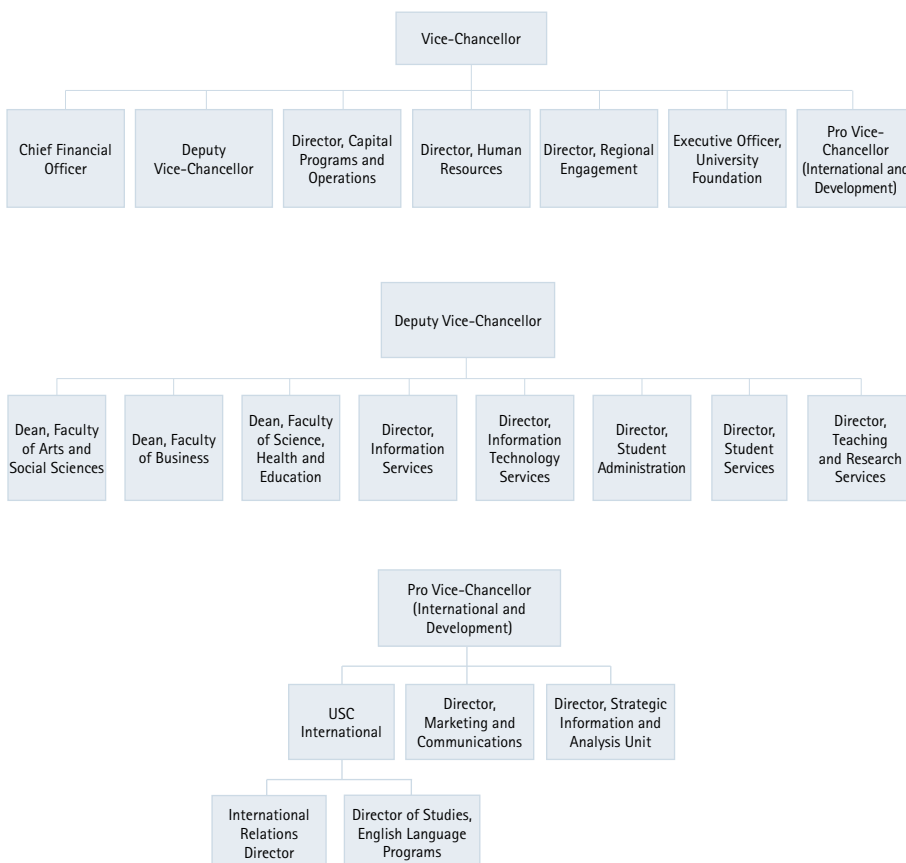 Vice-Chancellor
Chief Financial
Officer
Deputy
Vice-Chancellor
Director, Capital
Programs and
Operations
Director, Human
Resources
Director, Regional
Engagement
Executive Officer,
University
Foundation
Pro Vice-
Chancellor
(International and
Development)
Deputy Vice-Chancellor
Dean, Faculty
of Arts and
Social Sciences
Dean, Faculty
of Business
Dean, Faculty
of Science,
Health and
Education
Director,
Information
Services
Director,
Information
Technology
Services
Director,
Student
Administration
Director,
Student
Services
Director,
Teaching
and Research
Services
Pro Vice-Chancellor
(International and
Development)
USC
International
Director,
Marketing and
Communications
Director, Strategic
Information and
Analysis Unit
International
Relations
Director
Director of Studies,
English Language
Programs